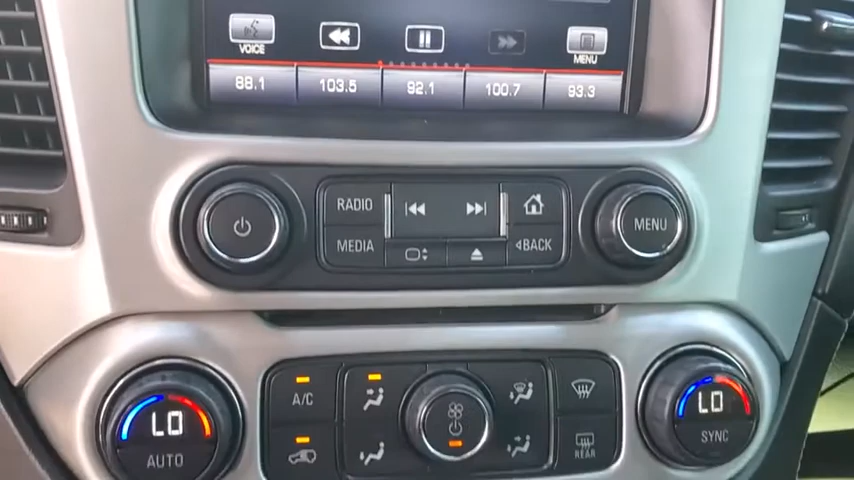 VOICE
MENU
88.1 103.5 92.1 100.7 93.3
RADIO
MEDIA
BACK
MENU
A/C
REAR
LO
AUTO
LO
SYNC